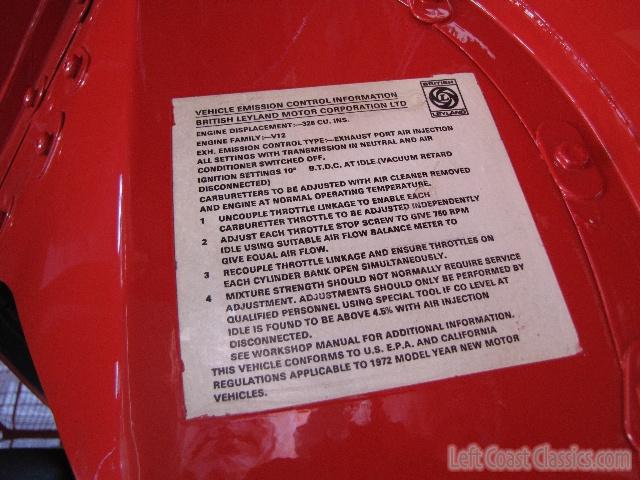 VEHICLE EMISSION CONTROL INFORMATION
BRITISH LEYLAND MOTOR CORPORATION LTD
BRITISH
LEYLAND
ENGINE DISPLACEMENT:—326 CU. INS.
ENGINE FAMILY:—V12
EXH. EMISSION CONTROL TYPE:—EXHAUST PORT AIR INJECTION
ALL SETTINGS WITH TRANSMISSION IN NEUTRAL AND AIR
CONDITIONER SWITCHED OFF.
IGNITION SETTINGS 10° B.T.D.C. AT IDLE (VACUUM RETARD
DISCONNECTED)
CARBURETTERS TO BE ADJUSTED WITH AIR CLEANER REMOVED
AND ENGINE AT NORMAL OPERATING TEMPERATURE.
1 UNCOUPLE THROTTLE LINKAGE TO ENABLE EACH
CARBURETTER THROTTLE TO BE ADJUSTED INDEPENDENTLY
2 ADJUST EACH THROTTLE STOP SCREW TO GIVE 750 RPM
IDLE USING SUITABLE AIR FLOW BALANCE METER TO
GIVE EQUAL AIR FLOW.
3 RECOUPLE THROTTLE LINKAGE AND ENSURE THROTTLES ON
EACH CYLINDER BANK OPEN SIMULTANEOUSLY.
4 MIXTURE STRENGTH SHOULD NOT NORMALLY REQUIRE SERVICE
ADJUSTMENT. ADJUSTMENTS SHOULD ONLY BE PERFORMED BY
QUALIFIED PERSONNEL USING SPECIAL TOOL IF CO LEVEL AT
IDLE IS FOUND TO BE ABOVE 4.5% WITH AIR INJECTION
DISCONNECTED.
SEE WORKSHOP MANUAL FOR ADDITIONAL INFORMATION.
THIS VEHICLE CONFORMS TO U.S. E.P.A. AND CALIFORNIA
REGULATIONS APPLICABLE TO 1972 MODEL YEAR NEW MOTOR
VEHICLES.
Left Coast Classics.com